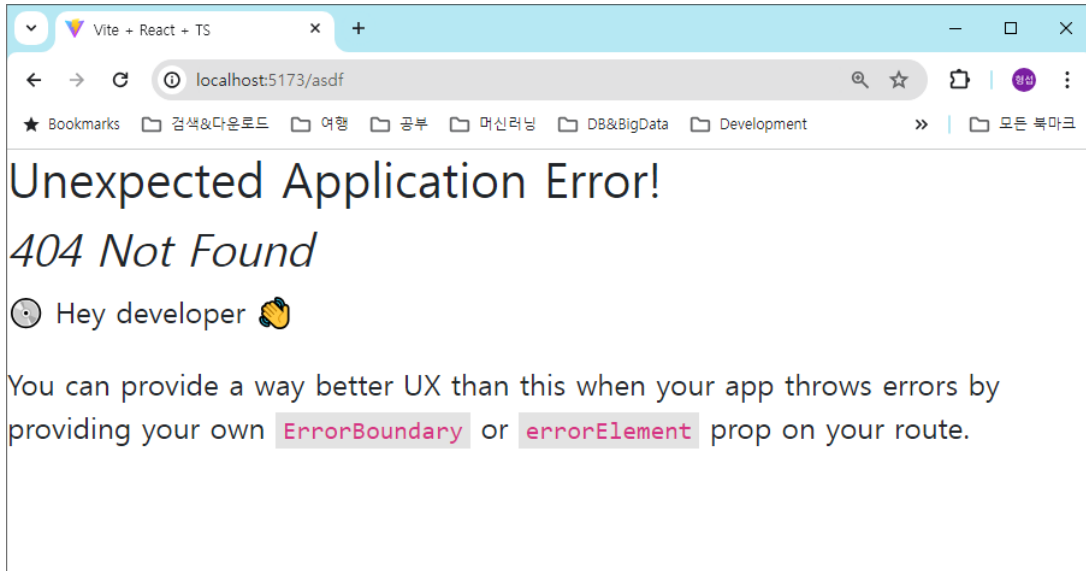 Vite + React + TS
localhost:5173/asdf
형섭
Bookmarks 검색&다운로드 여행 공부 머신러닝 DB&BigData Development » 모든 북마크
Unexpected Application Error!
404 Not Found
💿 Hey developer 👋
You can provide a way better UX than this when your app throws errors by
providing your own ErrorBoundary or errorElement prop on your route.